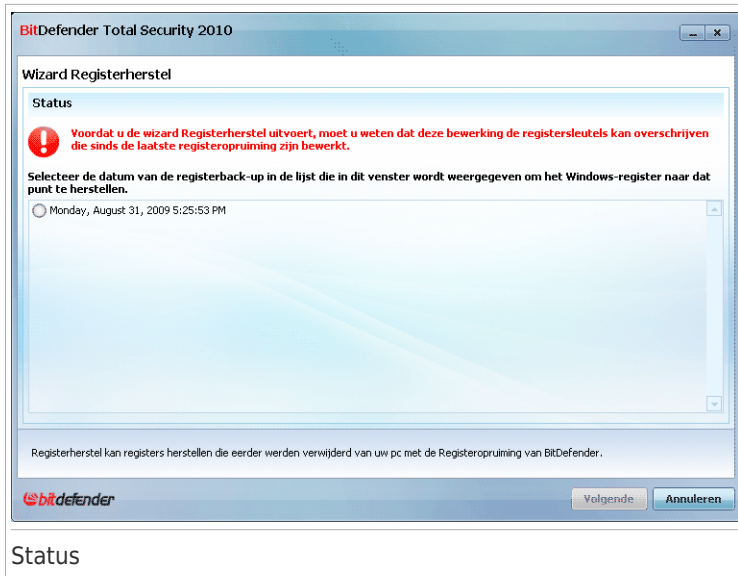 BitDefender Total Security 2010
Wizard Registerherstel
Status
Voordat u de wizard Registerherstel uitvoert, moet u weten dat deze bewerking de registersleutels kan overschrijven
die sinds de laatste registeropruiming zijn bewerkt.
Selecteer de datum van de registerback-up in de lijst die in dit venster wordt weergegeven om het Windows-register naar dat
punt te herstellen.
Monday, August 31, 2009 5:25:53 PM
Registerherstel kan registers herstellen die eerder werden verwijderd van uw pc met de Registeropruiming van BitDefender.
bitdefender
Volgende
Annuleren
Status